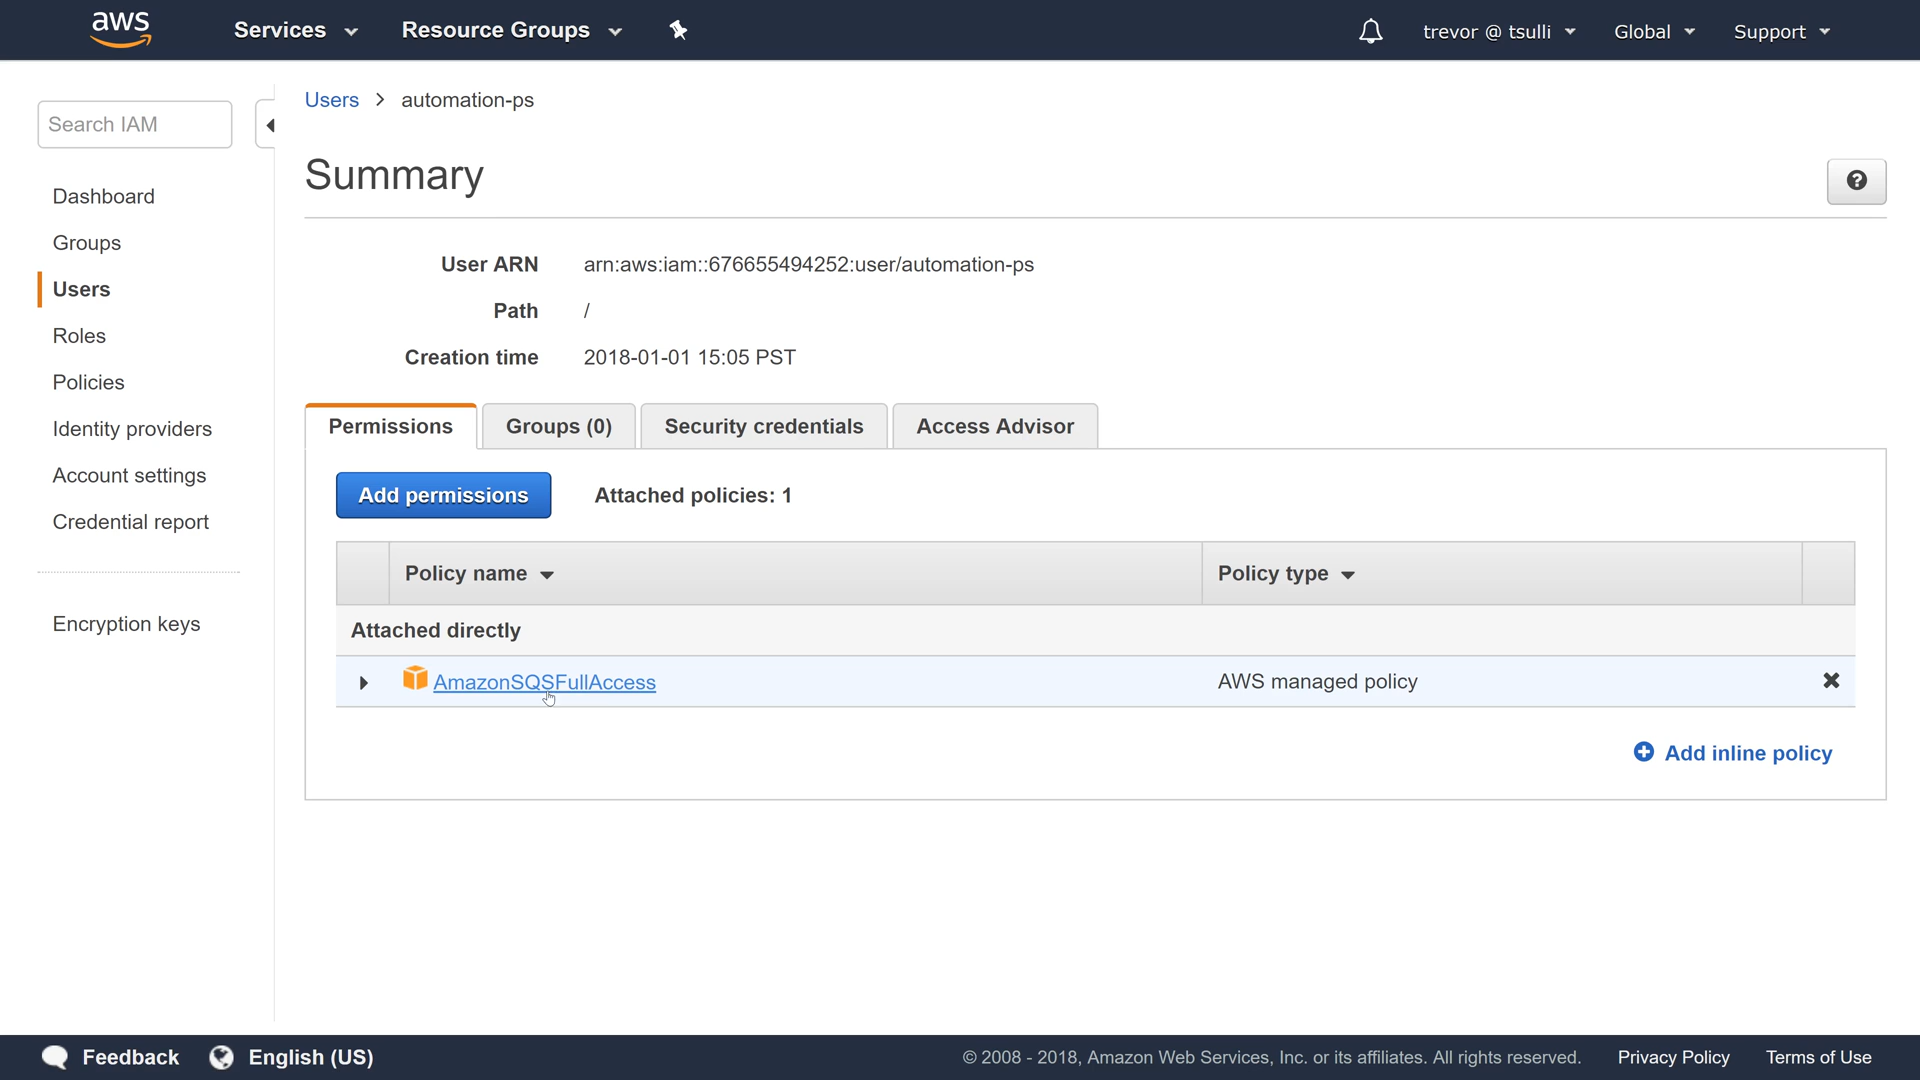 aws Services Resource Groups trevor @ tsulli Global Support
Search IAM
Dashboard
Groups
Users
Roles
Policies
Identity providers
Account settings
Credential report
Encryption keys
Users > automation-ps
Summary
?
User ARN arn:aws:iam::676655494252:user/automation-ps
Path /
Creation time 2018-01-01 15:05 PST
Permissions Groups (0) Security credentials Access Advisor
Add permissions Attached policies: 1
Policy name Policy type
Attached directly
AmazonSQSFullAccess AWS managed policy
Add inline policy
Feedback English (US) © 2008 - 2018, Amazon Web Services, Inc. or its affiliates. All rights reserved. Privacy Policy Terms of Use